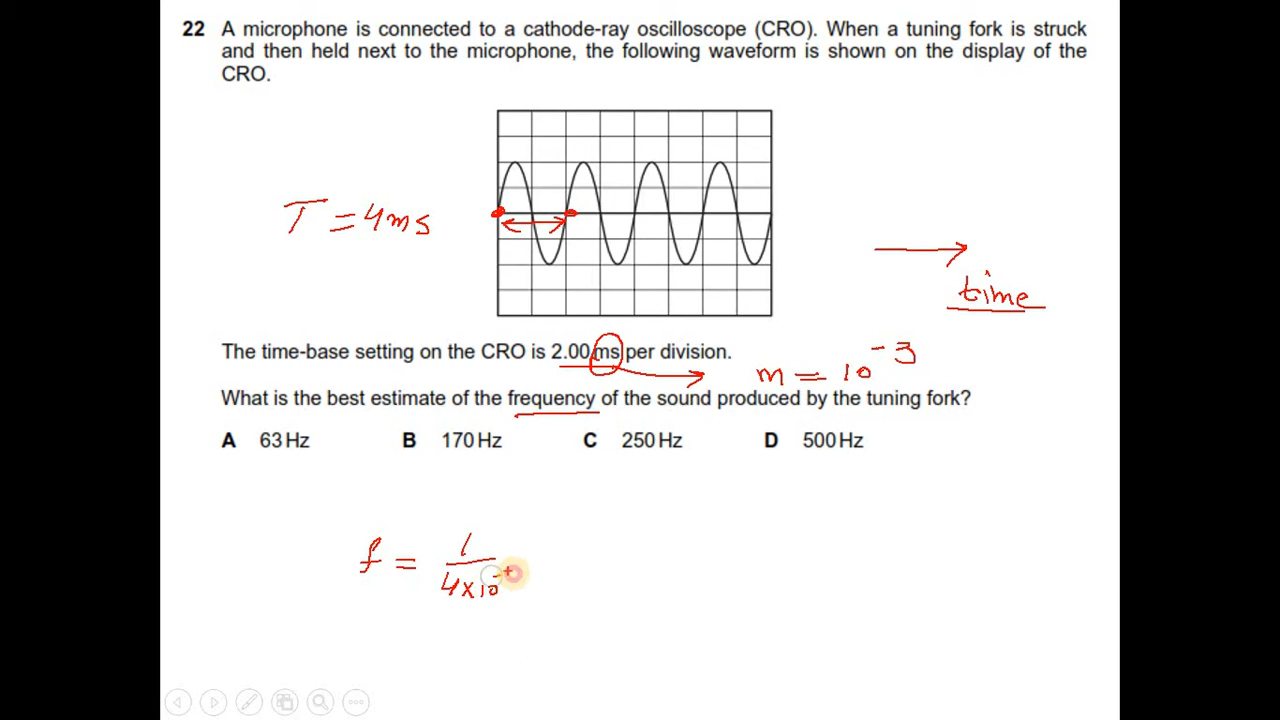 22 A microphone is connected to a cathode-ray oscilloscope (CRO). When a tuning fork is struck
and then held next to the microphone, the following waveform is shown on the display of the
CRO.
T = 4ms
time
The time-base setting on the CRO is 2.00 ms per division.
m = 10⁻³
What is the best estimate of the frequency of the sound produced by the tuning fork?
A 63 Hz B 170 Hz C 250 Hz D 500 Hz
f = 1
4×10⁻